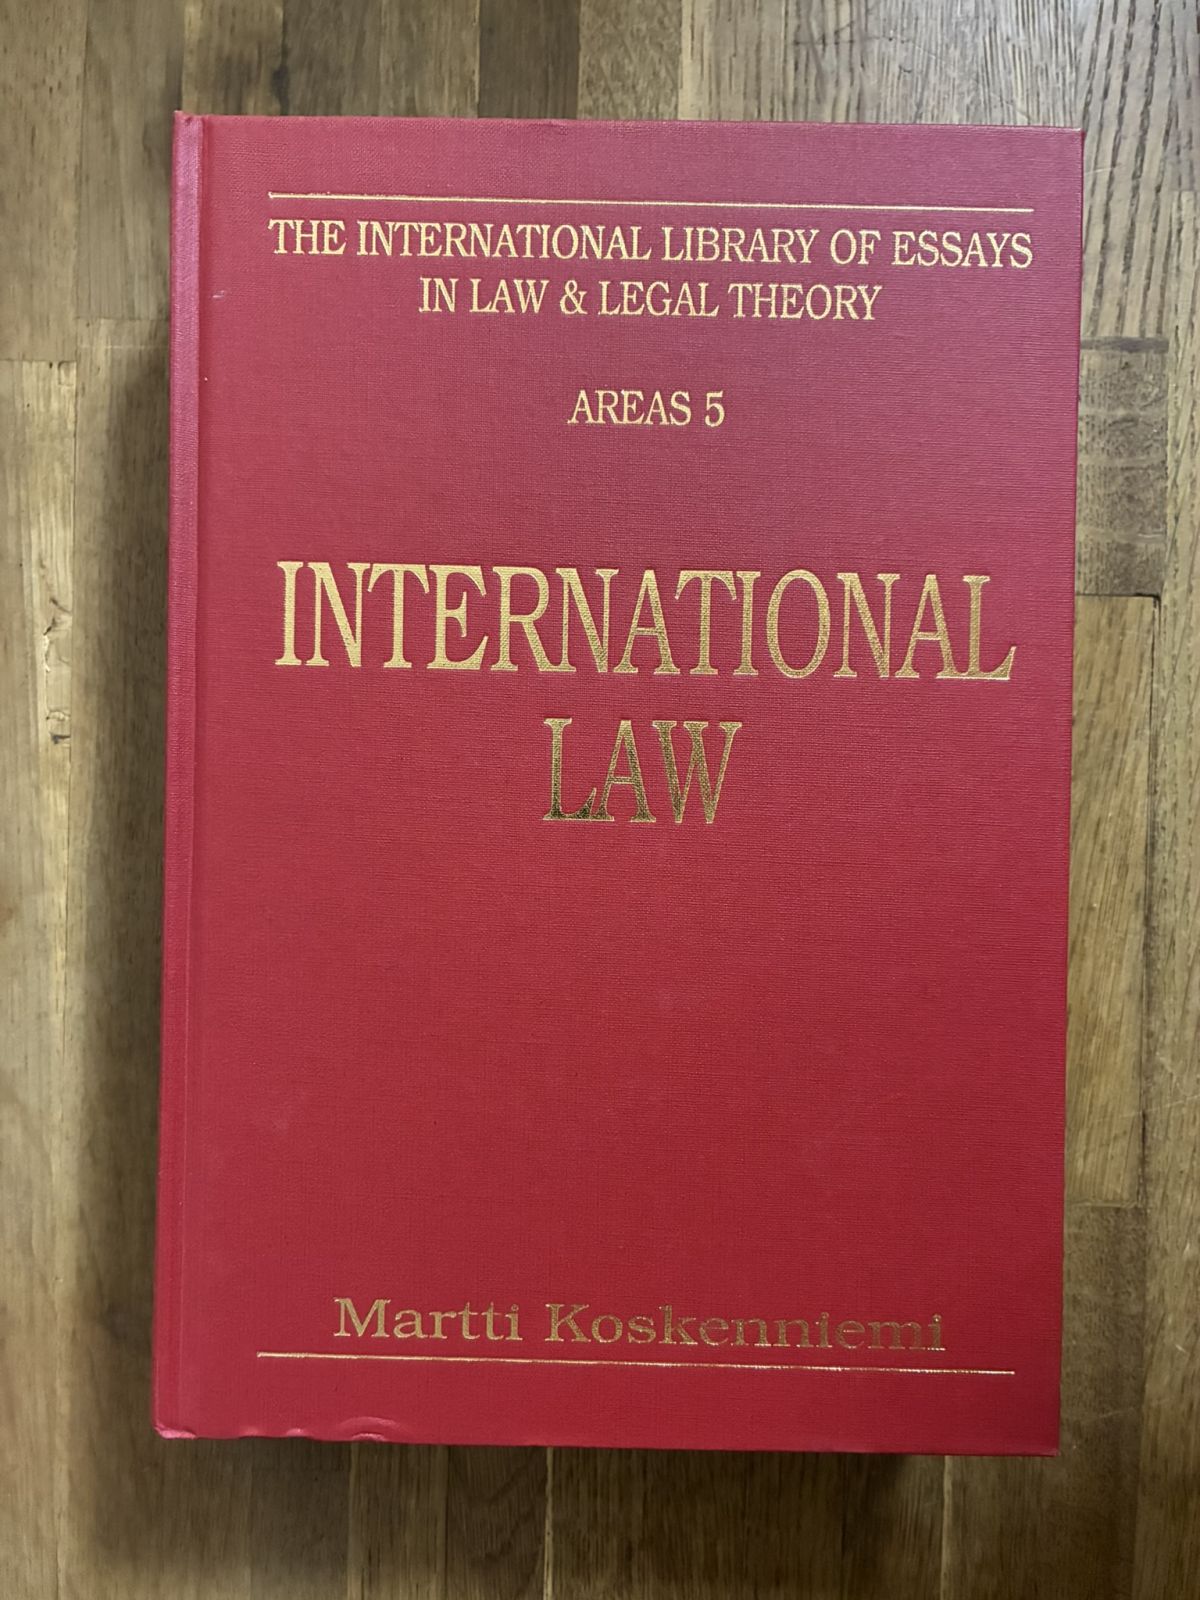 THE INTERNATIONAL LIBRARY OF ESSAYS
IN LAW & LEGAL THEORY
AREAS 5
INTERNATIONAL
LAW
Martti Koskenniemi